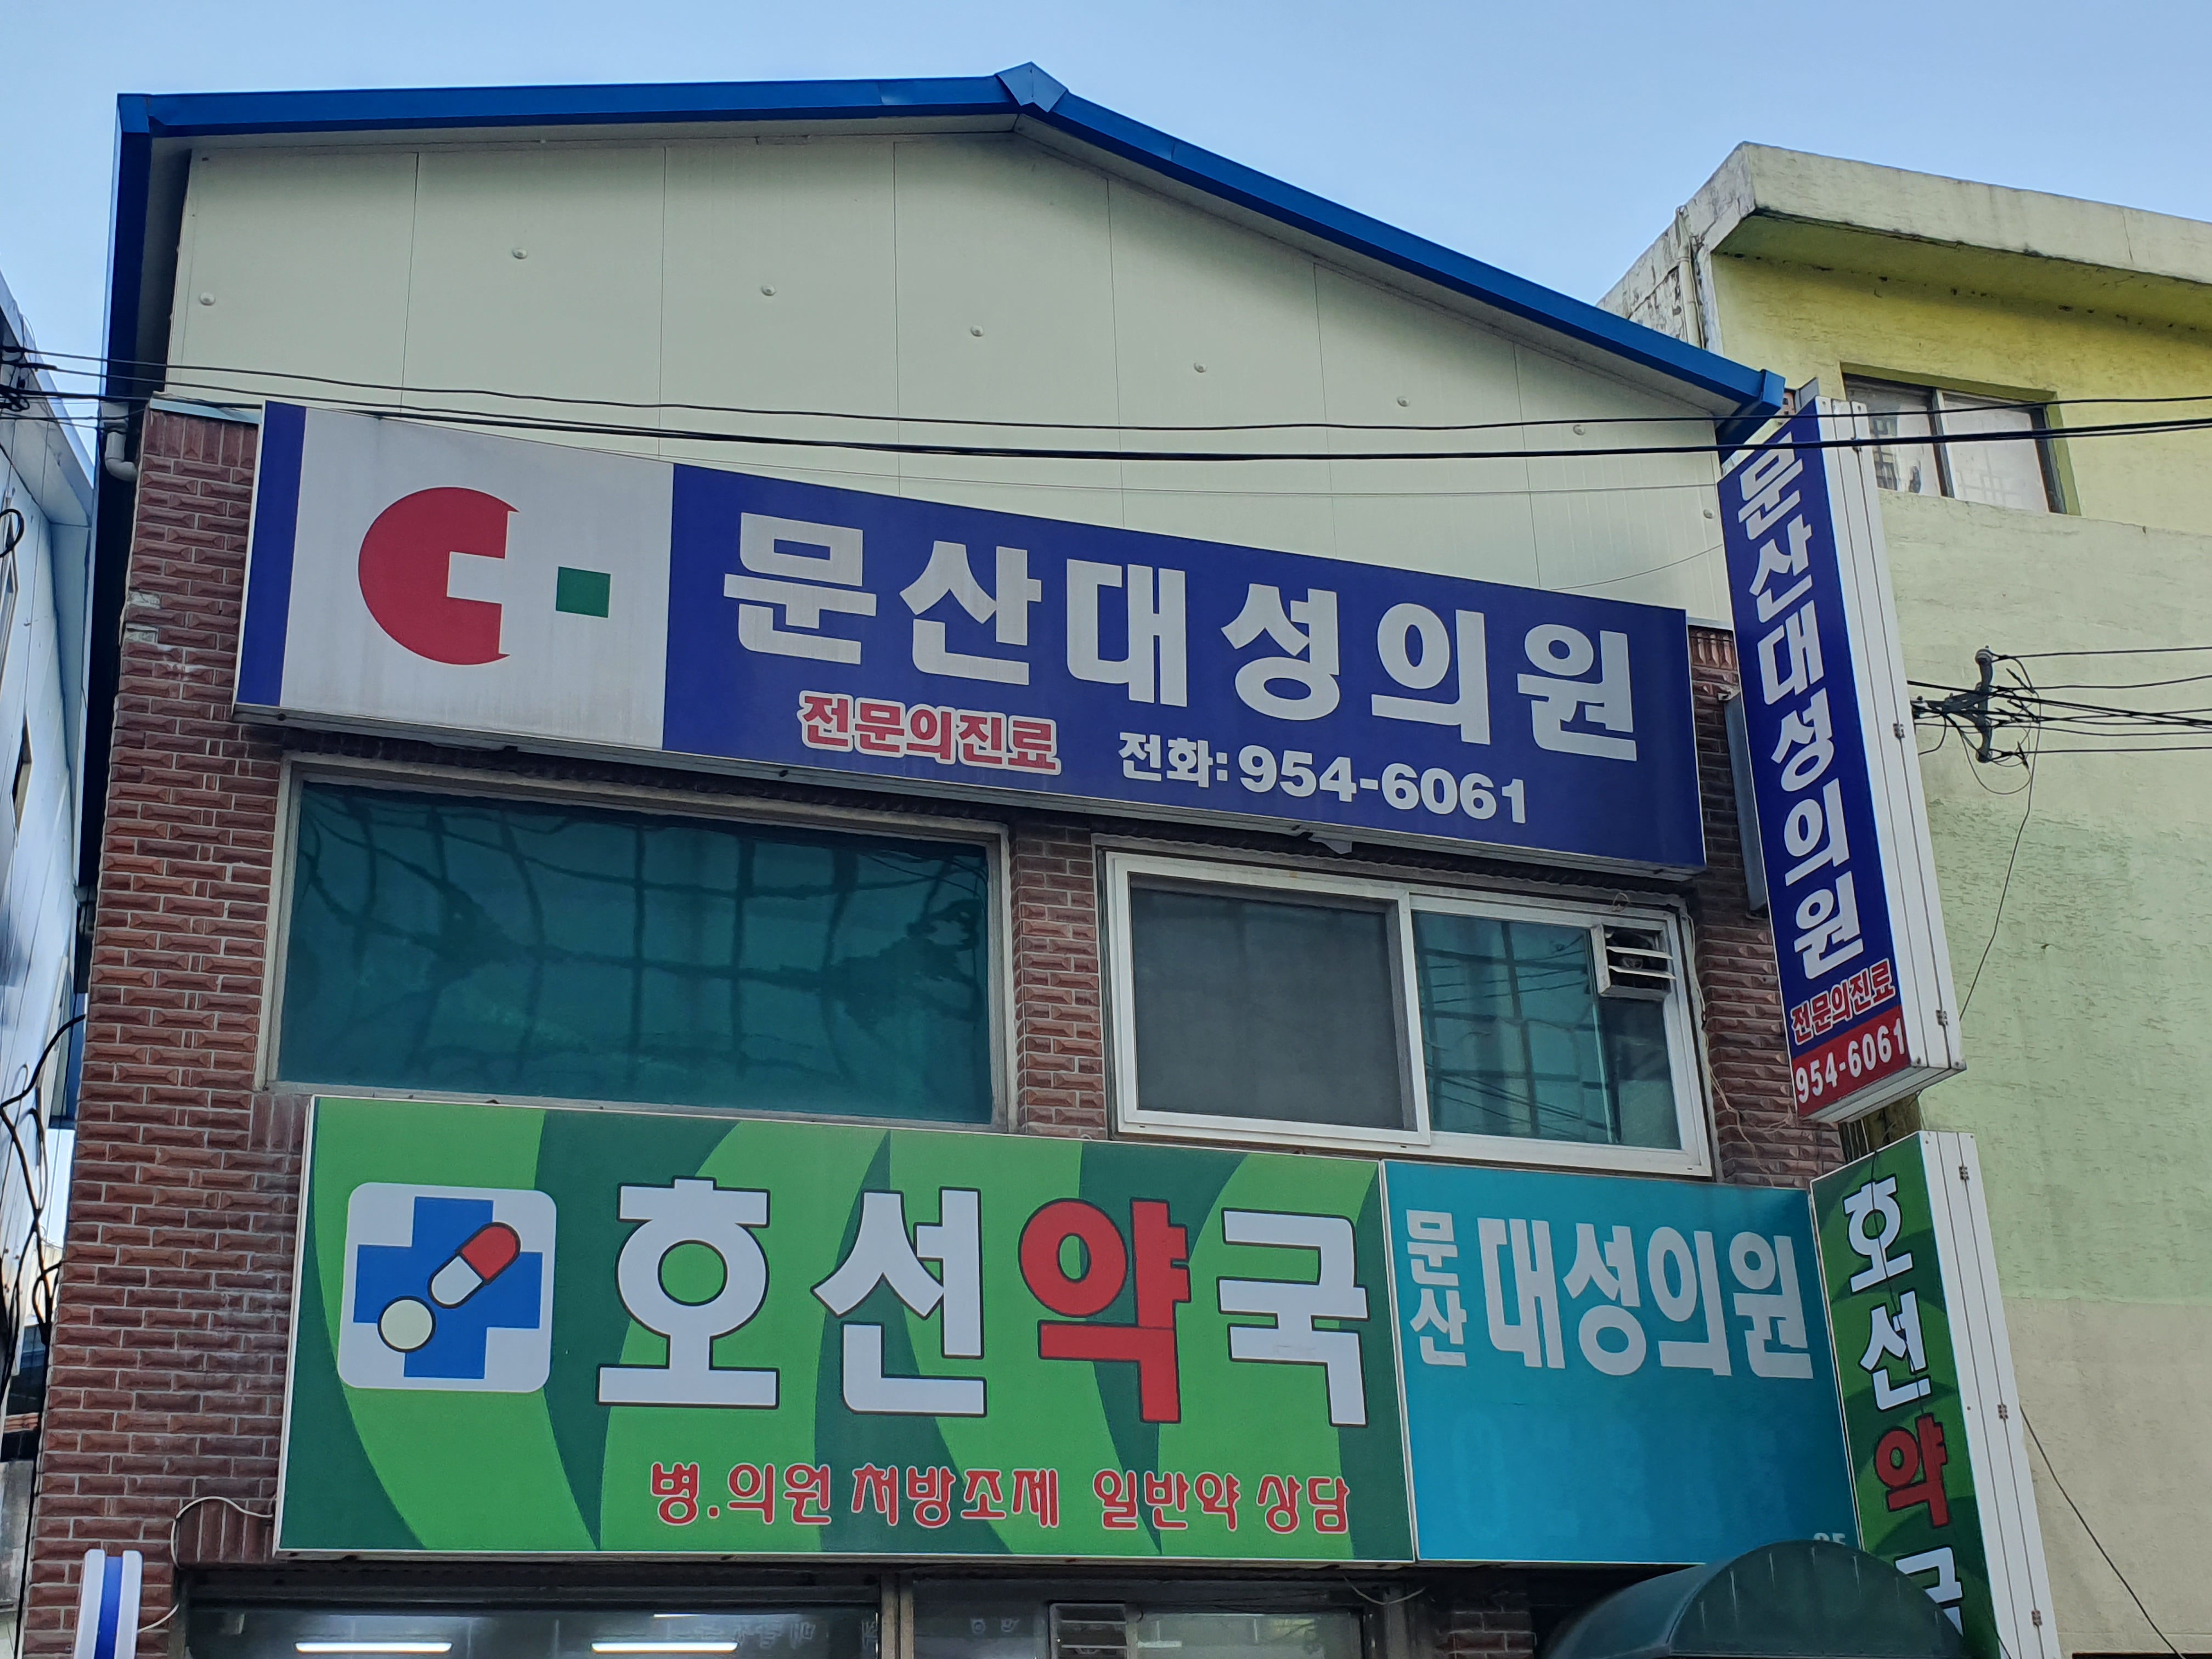 문산대성의원
전문의진료 전화: 954-6061
문산대성의원
전문의진료
954-6061
호선약국
병.의원 처방조제 일반약 상담
문산 대성의원
호선약국